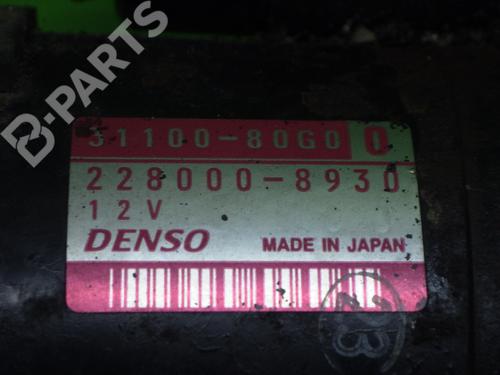 B-PARTS
31100-80G0 0
228000-8930
12V
DENSO MADE IN JAPAN
B